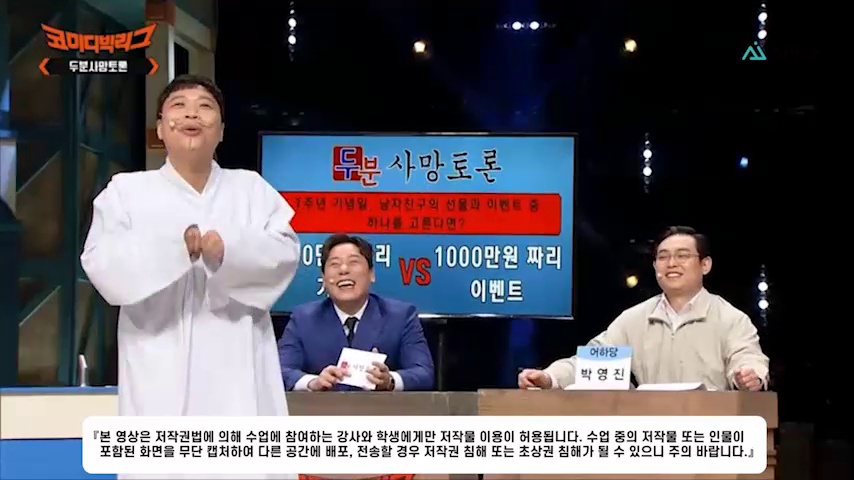 코미디빅리그
두분사망토론
두분 사망토론
1주년 기념일, 남자친구의 선물과 이벤트 중
하나를 고른다면?
VS
1000만원 짜리
이벤트
어하당
박영진
『본 영상은 저작권법에 의해 수업에 참여하는 강사와 학생에게만 저작물 이용이 허용됩니다. 수업 중의 저작물 또는 인물이
포함된 화면을 무단 캡처하여 다른 공간에 배포, 전송할 경우 저작권 침해 또는 초상권 침해가 될 수 있으니 주의 바랍니다.』